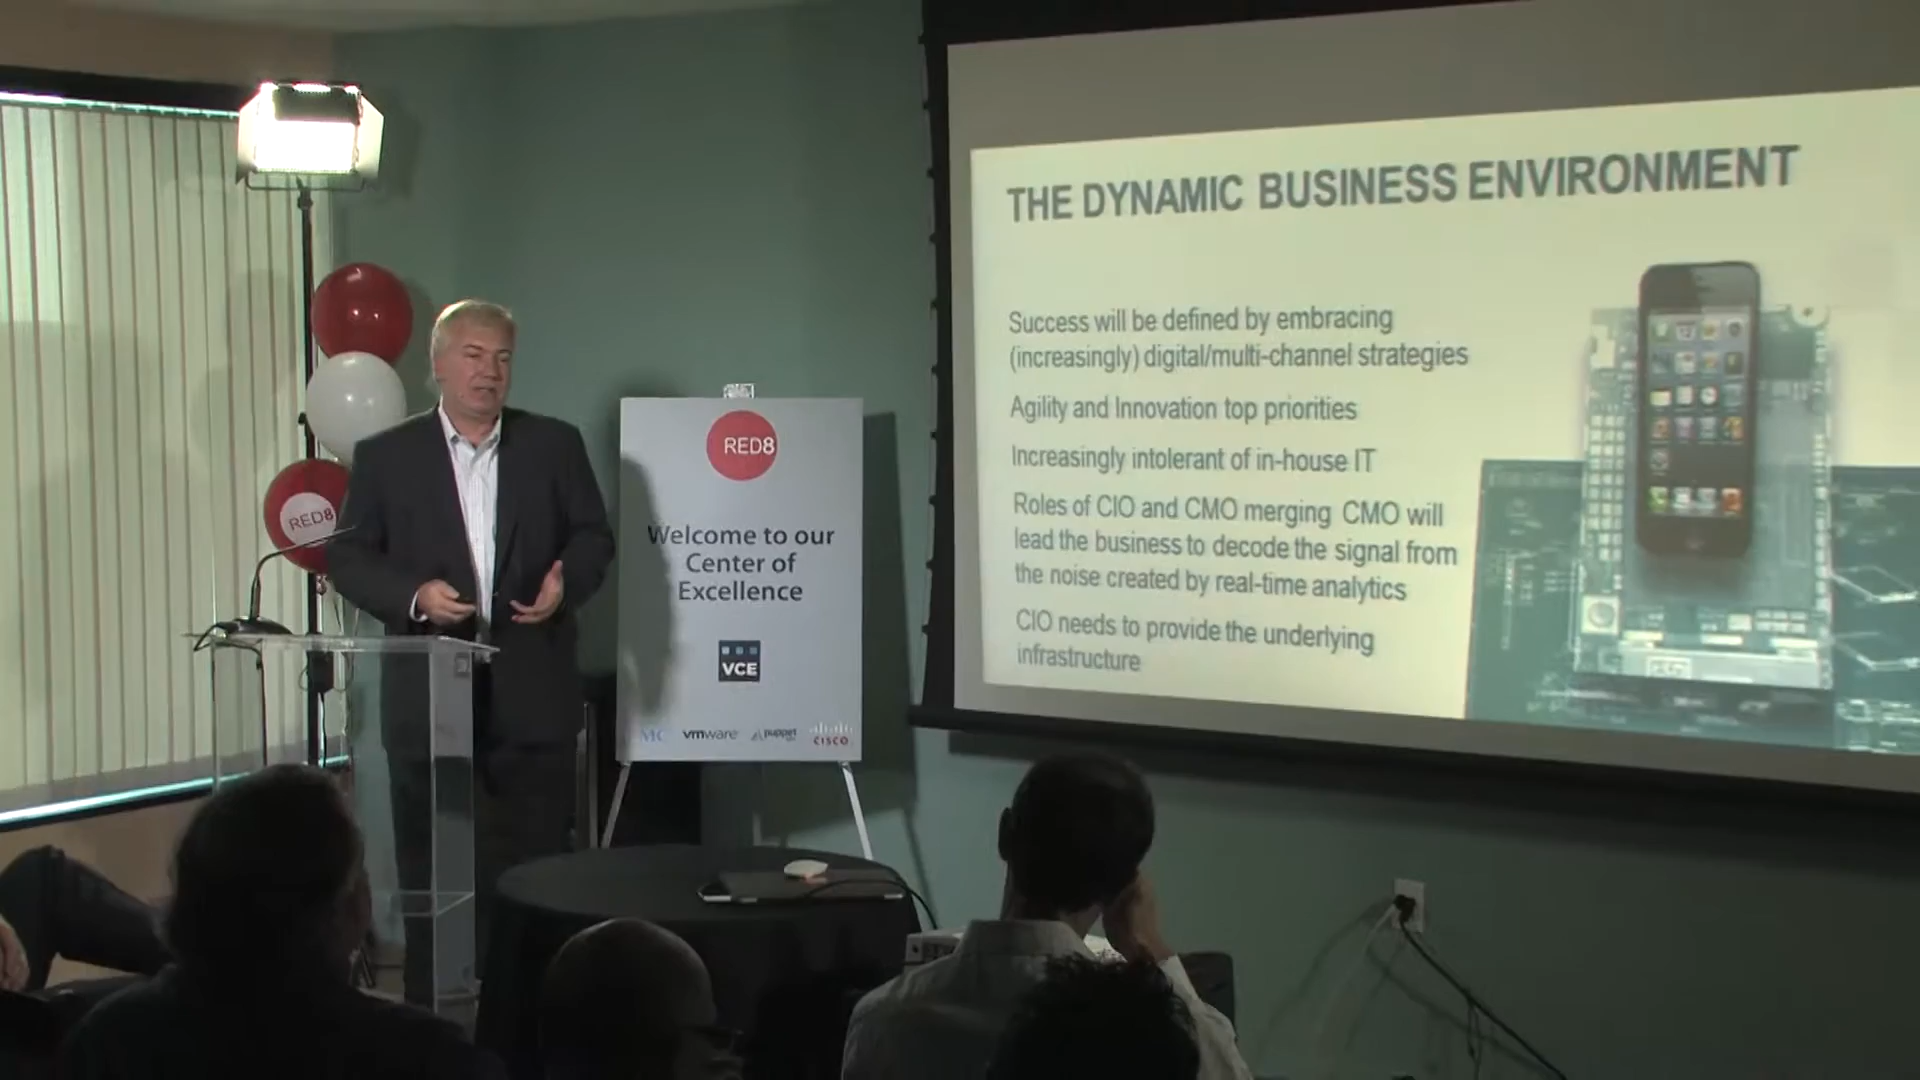 THE DYNAMIC BUSINESS ENVIRONMENT
Success will be defined by embracing
(increasingly) digital/multi-channel strategies
Agility and Innovation top priorities
Increasingly intolerant of in-house IT
Roles of CIO and CMO merging CMO will
lead the business to decode the signal from
the noise created by real-time analytics
CIO needs to provide the underlying
infrastructure
RED8
Welcome to our
Center of
Excellence
VCE
vmware
puppet
CISCO
RED8